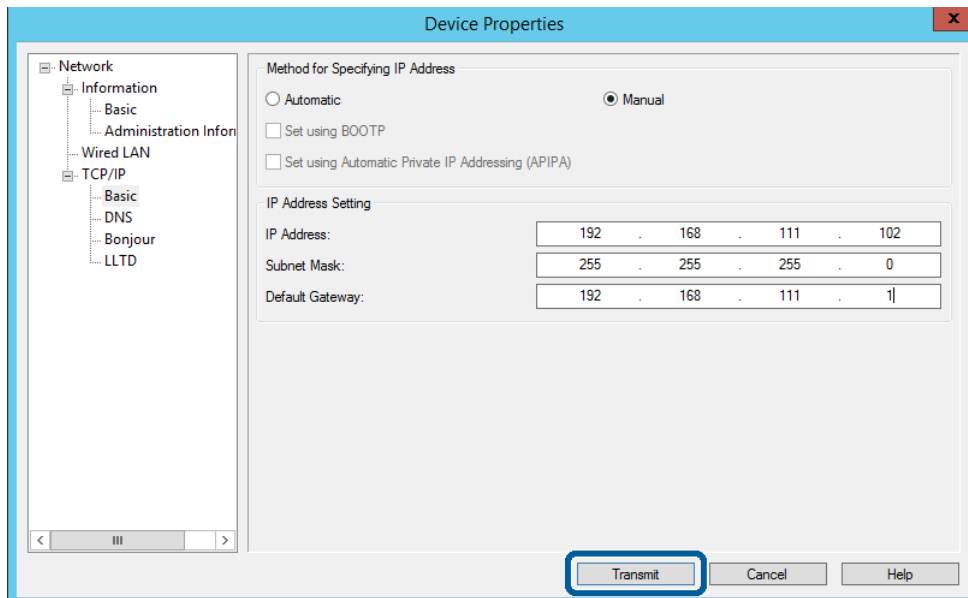 Device Properties
x
Network
Information
Basic
Administration Inforı
Wired LAN
TCP/IP
Basic
DNS
Bonjour
LLTD
Method for Specifying IP Address
Automatic
Manual
Set using BOOTP
Set using Automatic Private IP Addressing (APIPA)
IP Address Setting
IP Address: 192 . 168 . 111 . 102
Subnet Mask: 255 . 255 . 255 . 0
Default Gateway: 192 . 168 . 111 . 1
Transmit Cancel Help